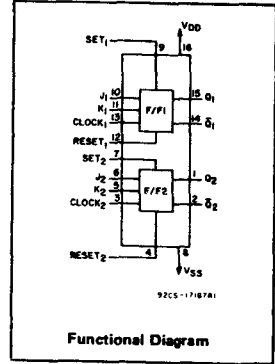 SET1
VDD
9
16
J1 10
15 Q1
K1 11
F/F1
CLOCK1 13
14 Q̅1
RESET1 12
SET2 7
J2 6
1 Q2
K2 5
F/F2
CLOCK2 3
2 Q̅2
RESET2
4
8
VSS
92CS-17187R1
Functional Diagram